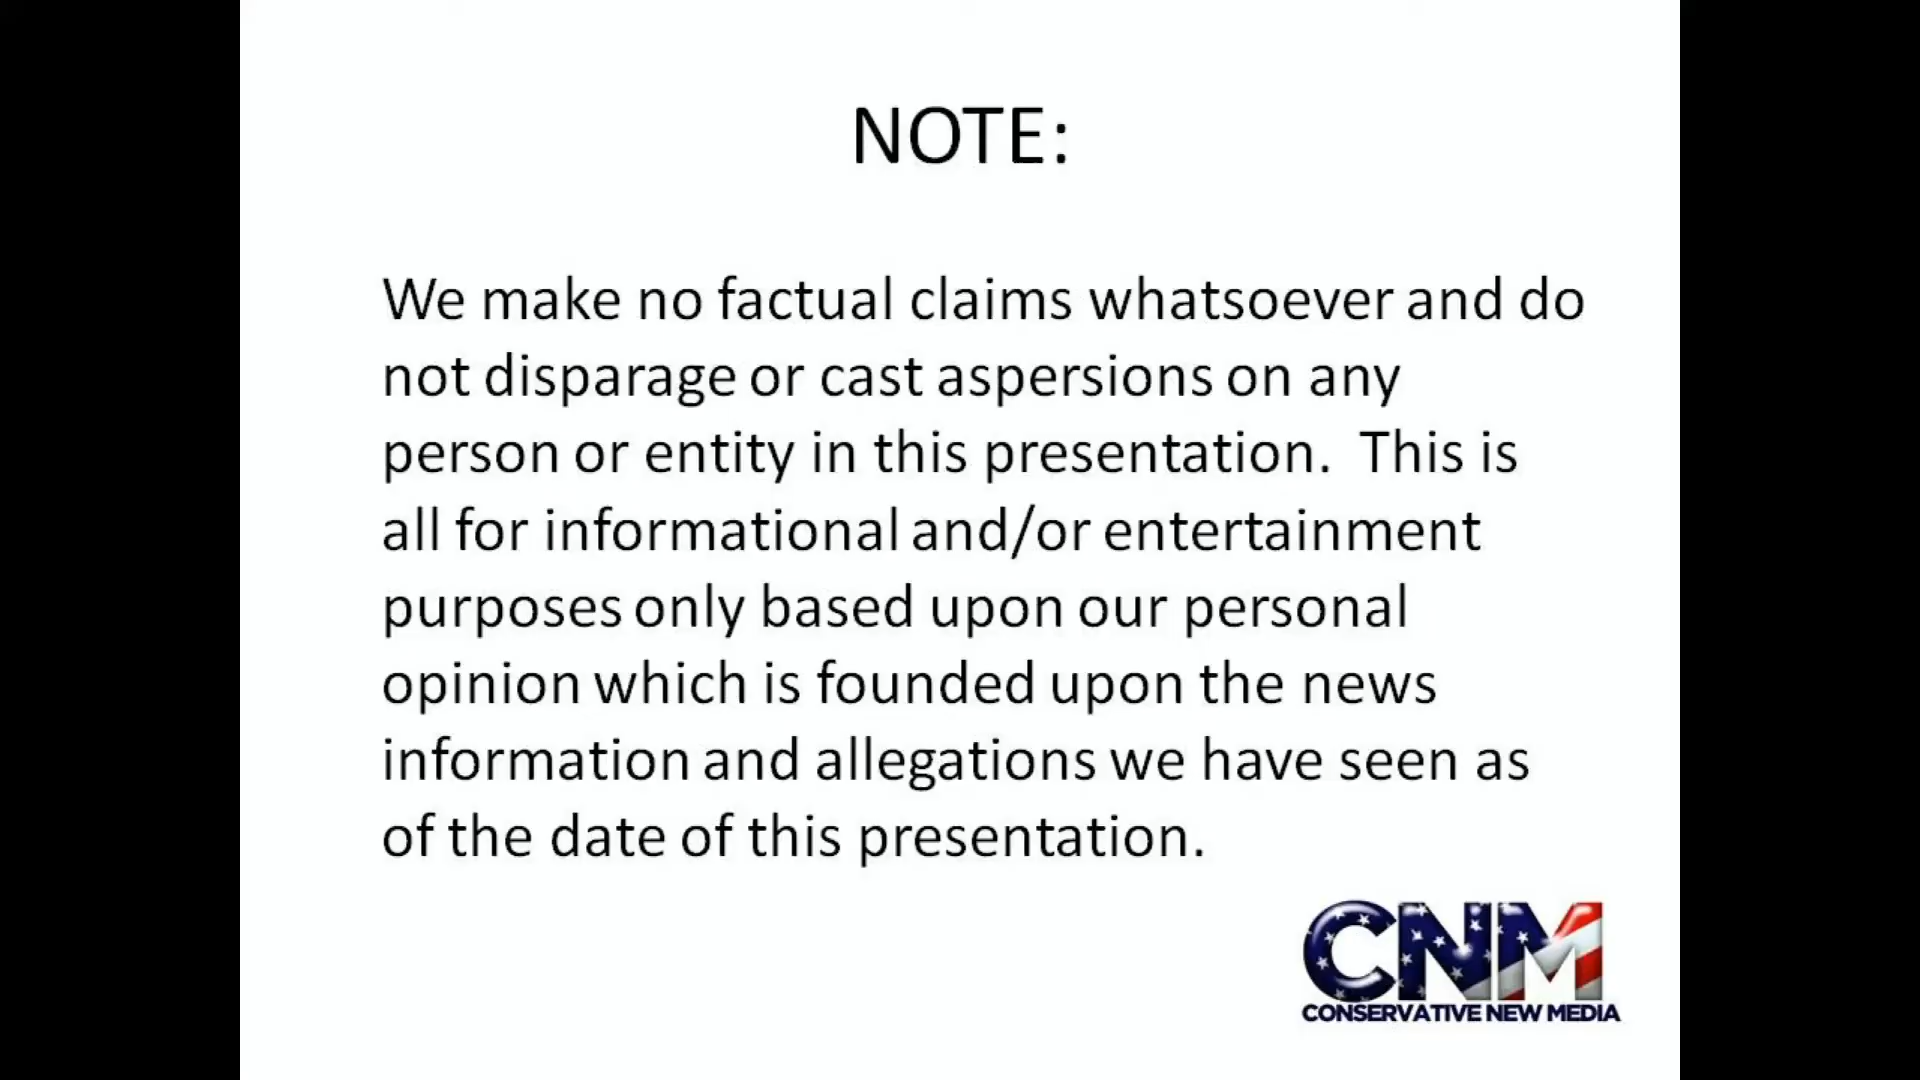 NOTE:
We make no factual claims whatsoever and do
not disparage or cast aspersions on any
person or entity in this presentation.  This is
all for informational and/or entertainment
purposes only based upon our personal
opinion which is founded upon the news
information and allegations we have seen as
of the date of this presentation.
CNM
CONSERVATIVE NEW MEDIA